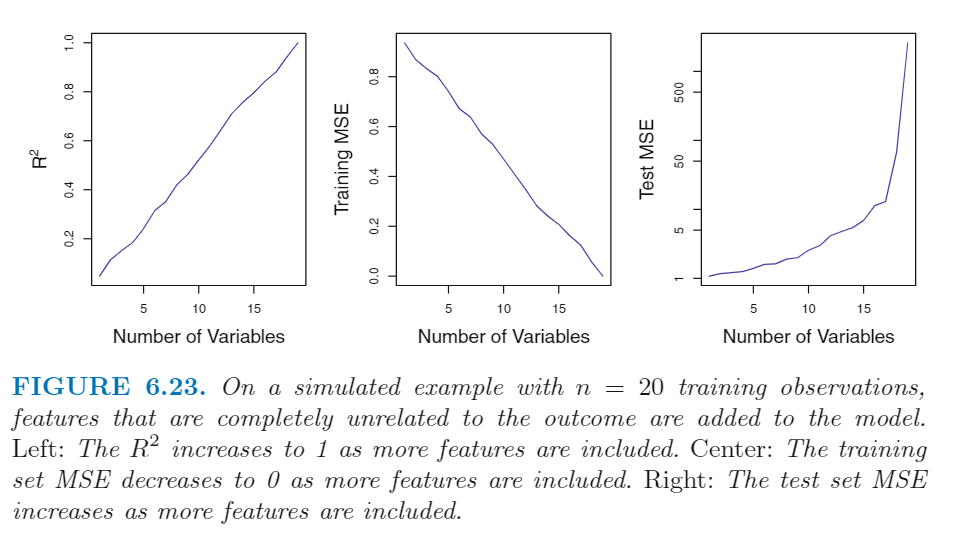 1.0
0.8
0.6
0.4
0.2
R²
5 10 15
Number of Variables
0.8
0.6
0.4
0.2
0.0
Training MSE
5 10 15
Number of Variables
500
50
5
1
Test MSE
5 10 15
Number of Variables
FIGURE 6.23. On a simulated example with n = 20 training observations,
features that are completely unrelated to the outcome are added to the model.
Left: The R² increases to 1 as more features are included. Center: The training
set MSE decreases to 0 as more features are included. Right: The test set MSE
increases as more features are included.